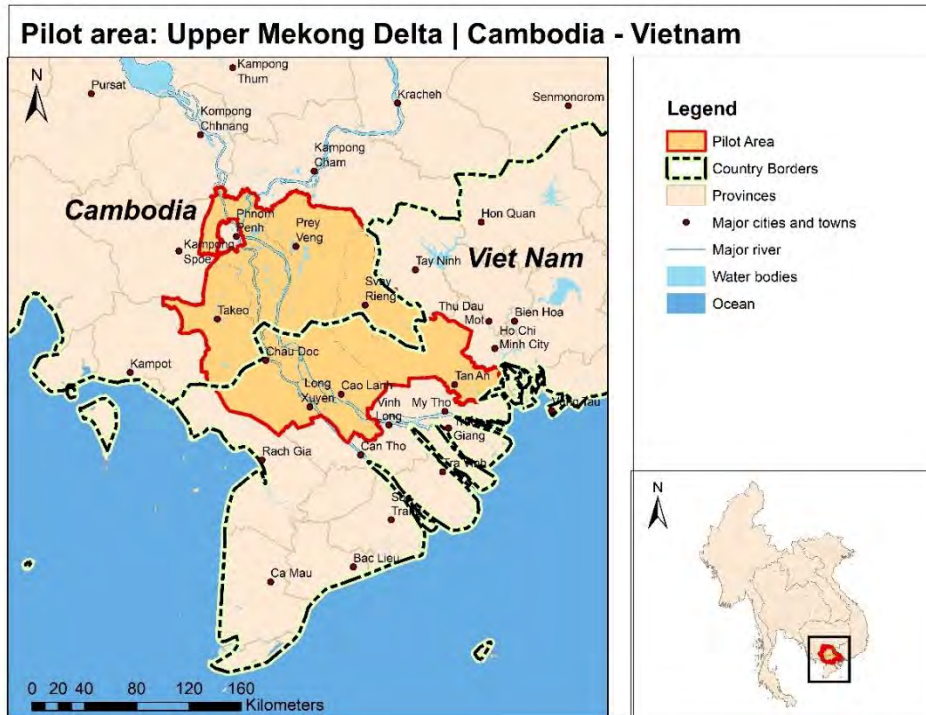 Pilot area: Upper Mekong Delta | Cambodia - Vietnam
N
Kampong
Thum
Pursat
Kracheh
Senmonorom
Kompong
Chhnang
Kampong
Cham
Cambodia
Phnom
Penh
Prey
Veng
Hon Quan
Kampong
Spoe
Viet Nam
Tay Ninh
Svay
Rieng
Takeo
Thu Dau
Mot
Bien Hoa
Ho Chi
Minh City
Chau Doc
Kampot
Tan An
Long
Xuyen
Cao Lanh
Vinh
Long
My Tho
Vung Tau
Giang
Can Tho
Rach Gia
Tra Vinh
Trang
Bac Lieu
Ca Mau
0 20 40 80 120 160
Kilometers
Legend
Pilot Area
Country Borders
Provinces
Major cities and towns
Major river
Water bodies
Ocean
N